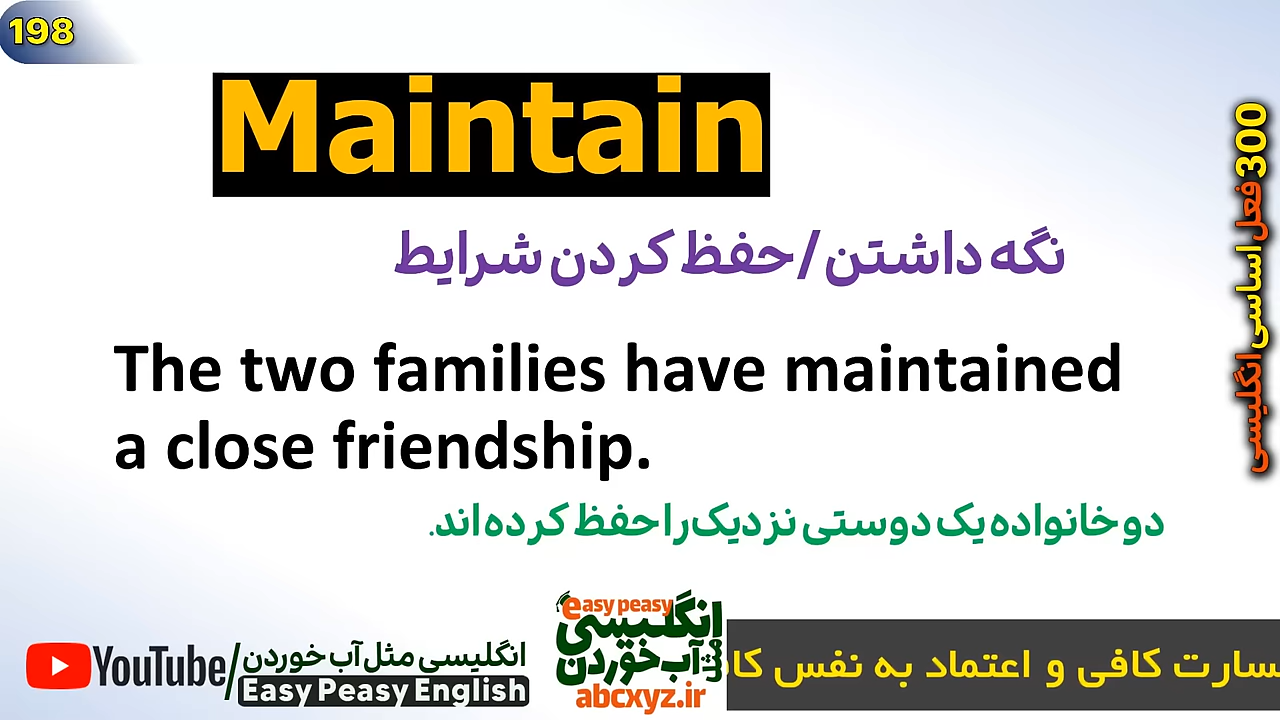 198
Maintain
نگه داشتن/حفظ کردن شرایط
The two families have maintained
a close friendship.
دو خانواده یک دوستی نزدیک را حفظ کرده اند.
300 فعل اساسی انگلیسی
YouTube/
انگلیسی مثل آب خوردن
Easy Peasy English
easy peasy
انگلیسی
مثل
آب خوردن
abcxyz.ir
کافی و اعتماد به نفس